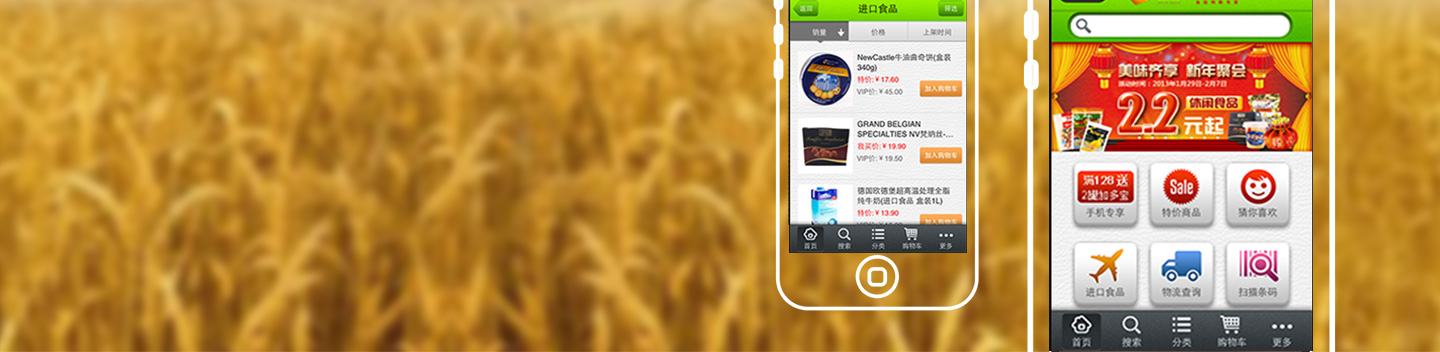 返回
进口食品
筛选
销量
价格
上架时间
NewCastle牛油曲奇饼(盒装
340g)
特价:￥17.60
VIP价:￥45.00
加入购物车
GRAND BELGIAN
SPECIALTIES NV梵纳丝-...
我买价:￥19.90
VIP价:￥19.50
加入购物车
德国欧德堡超高温处理全脂
纯牛奶(进口食品 盒装1L)
特价:￥13.90
加入购物车
首页
搜索
分类
购物车
更多
美味齐享 新年聚会
活动时间:2013年1月29日-2月7日
2.2
休闲食品
元起
满128送
2罐加多宝
手机专享
Sale
特价商品
猜你喜欢
进口食品
物流查询
扫描条码
首页
搜索
分类
购物车
更多